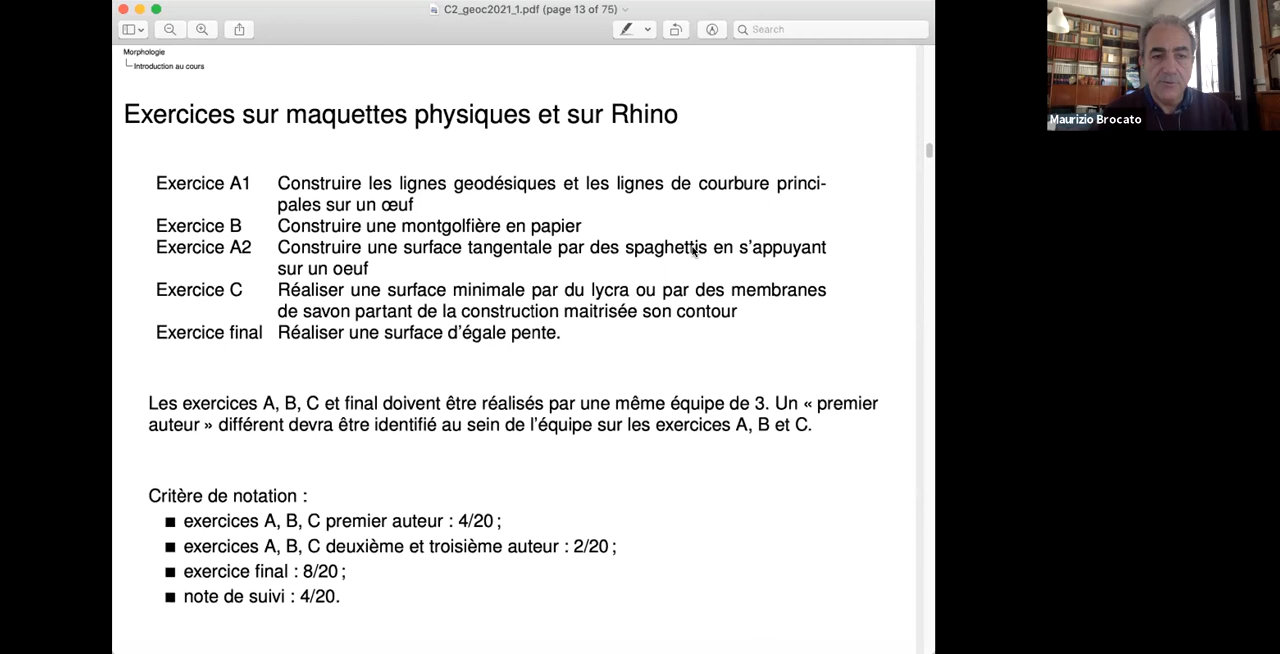 C2_geoc2021_1.pdf (page 13 of 75)
Search
Maurizio Brocato
Morphologie
Introduction au cours
Exercices sur maquettes physiques et sur Rhino
Exercice A1 Construire les lignes geodésiques et les lignes de courbure princi-
pales sur un œuf
Exercice B Construire une montgolfière en papier
Exercice A2 Construire une surface tangentale par des spaghettis en s'appuyant
sur un oeuf
Exercice C Réaliser une surface minimale par du lycra ou par des membranes
de savon partant de la construction maitrisée son contour
Exercice final Réaliser une surface d'égale pente.
Les exercices A, B, C et final doivent être réalisés par une même équipe de 3. Un « premier
auteur » différent devra être identifié au sein de l'équipe sur les exercices A, B et C.
Critère de notation :
■ exercices A, B, C premier auteur : 4/20 ;
■ exercices A, B, C deuxième et troisième auteur : 2/20 ;
■ exercice final : 8/20 ;
■ note de suivi : 4/20.